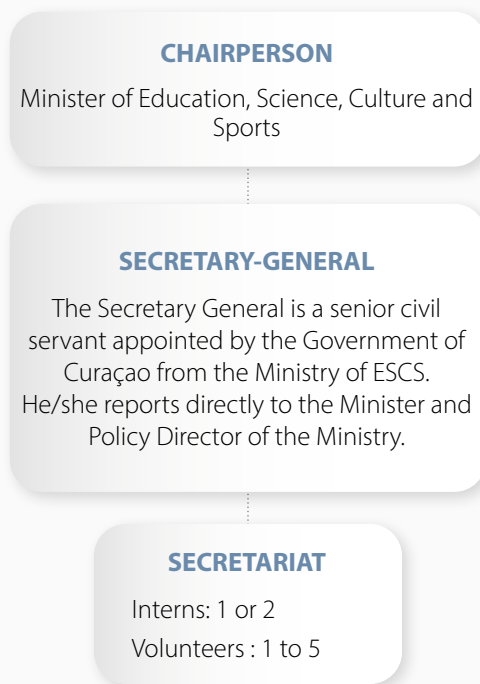 CHAIRPERSON
Minister of Education, Science, Culture and
Sports
SECRETARY-GENERAL
The Secretary General is a senior civil
servant appointed by the Government of
Curaçao from the Ministry of ESCS.
He/she reports directly to the Minister and
Policy Director of the Ministry.
SECRETARIAT
Interns: 1 or 2
Volunteers : 1 to 5